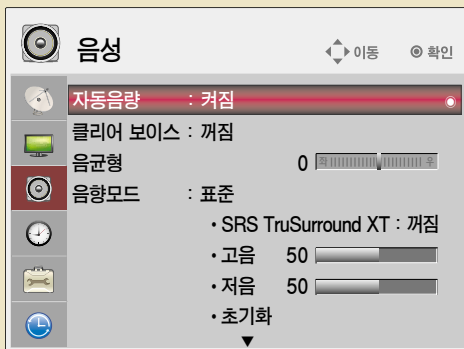 음성
이동 확인
자동음량 : 켜짐
클리어 보이스 : 꺼짐
음균형 0 좌 우
음향모드 : 표준
• SRS TruSurround XT : 꺼짐
• 고음 50
• 저음 50
• 초기화